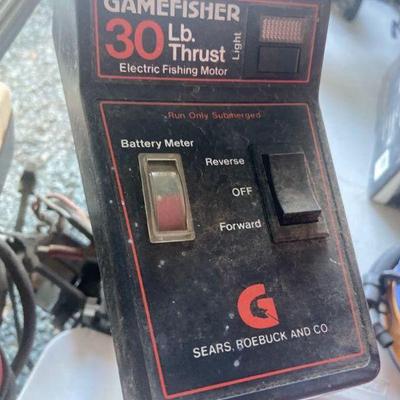 GAMEFISHER
30 Lb. Thrust
Light
Electric Fishing Motor
Run Only Submerged
Battery Meter
Reverse
OFF
Forward
G
SEARS, ROEBUCK AND CO